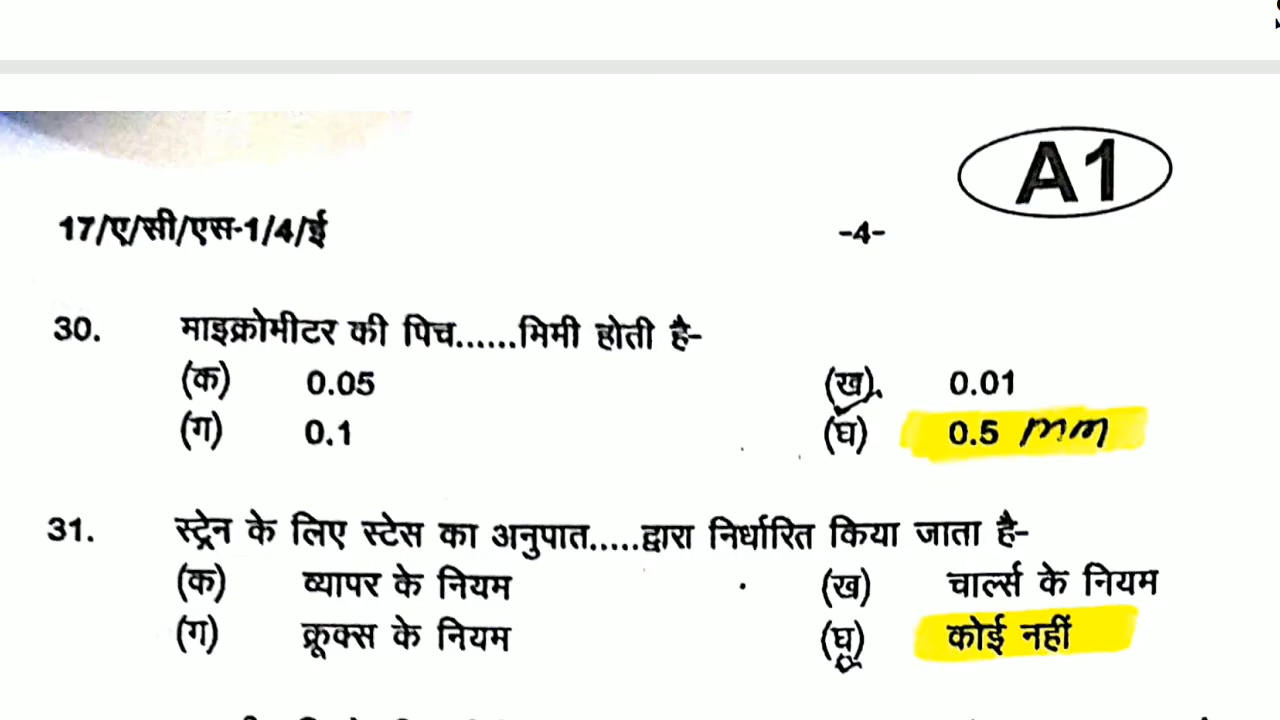 A1
17/ए/सी/एस-1/4/ई -4-
30. माइक्रोमीटर की पिच......मिमी होती है-
(क) 0.05 (ख) 0.01
(ग) 0.1 (घ) 0.5 mm
31. स्ट्रेन के लिए स्टेस का अनुपात.....द्वारा निर्धारित किया जाता है-
(क) व्यापर के नियम (ख) चार्ल्स के नियम
(ग) क्रूक्स के नियम (घ) कोई नहीं